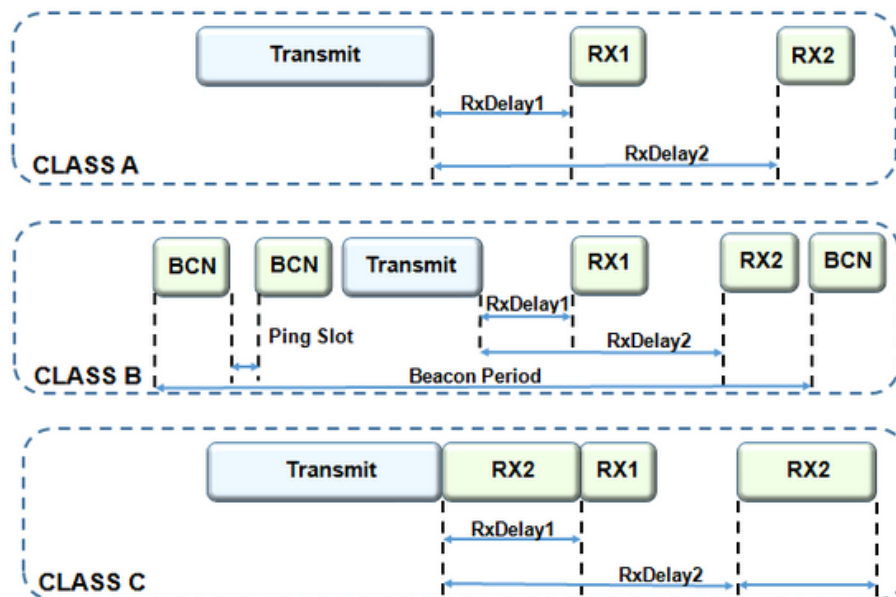 Transmit RX1 RX2
RxDelay1
RxDelay2
CLASS A
BCN BCN Transmit RX1 RX2 BCN
RxDelay1
Ping Slot RxDelay2
CLASS B Beacon Period
Transmit RX2 RX1 RX2
RxDelay1
CLASS C RxDelay2